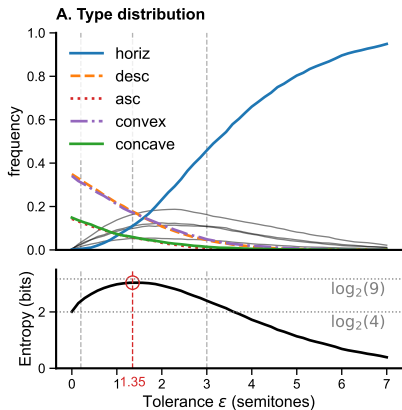 A. Type distribution
1.0
0.8
0.6
0.4
0.2
0.0
frequency
horiz
desc
asc
convex
concave
Entropy (bits)
2
0
log₂(9)
log₂(4)
0 1 2 3 4 5 6 7
1.35
Tolerance ε (semitones)